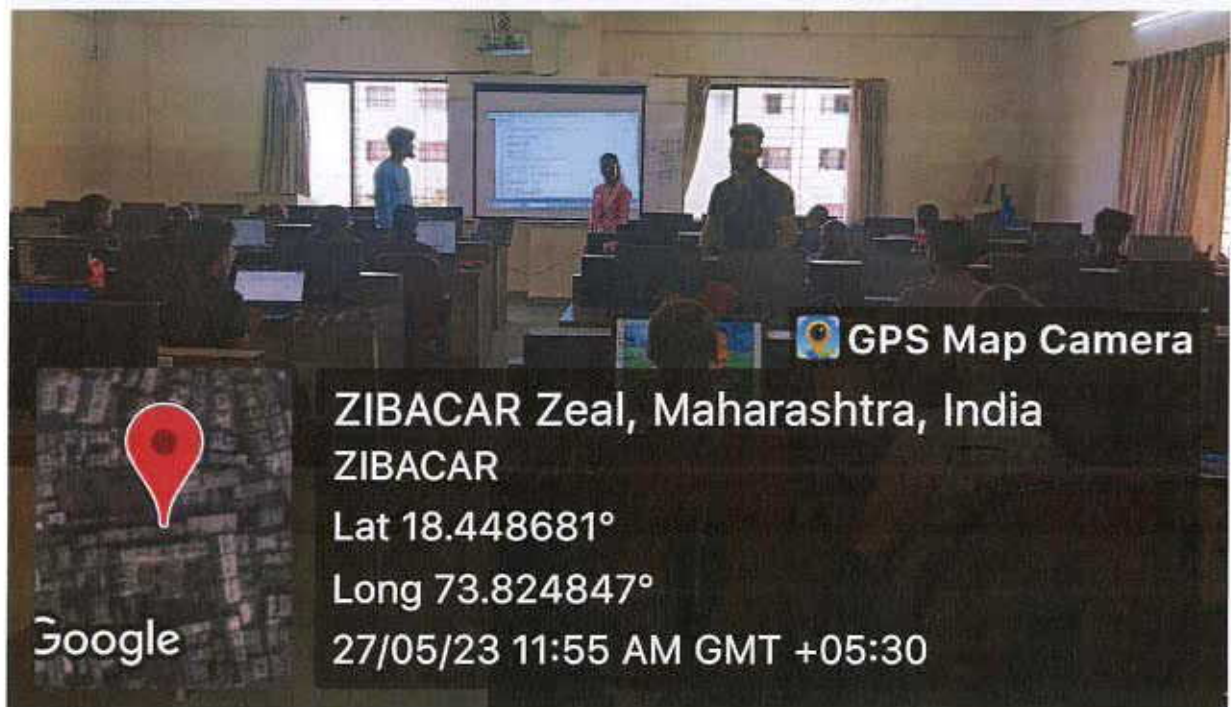 GPS Map Camera
ZIBACAR Zeal, Maharashtra, India
ZIBACAR
Lat 18.448681°
Long 73.824847°
27/05/23 11:55 AM GMT +05:30
Google